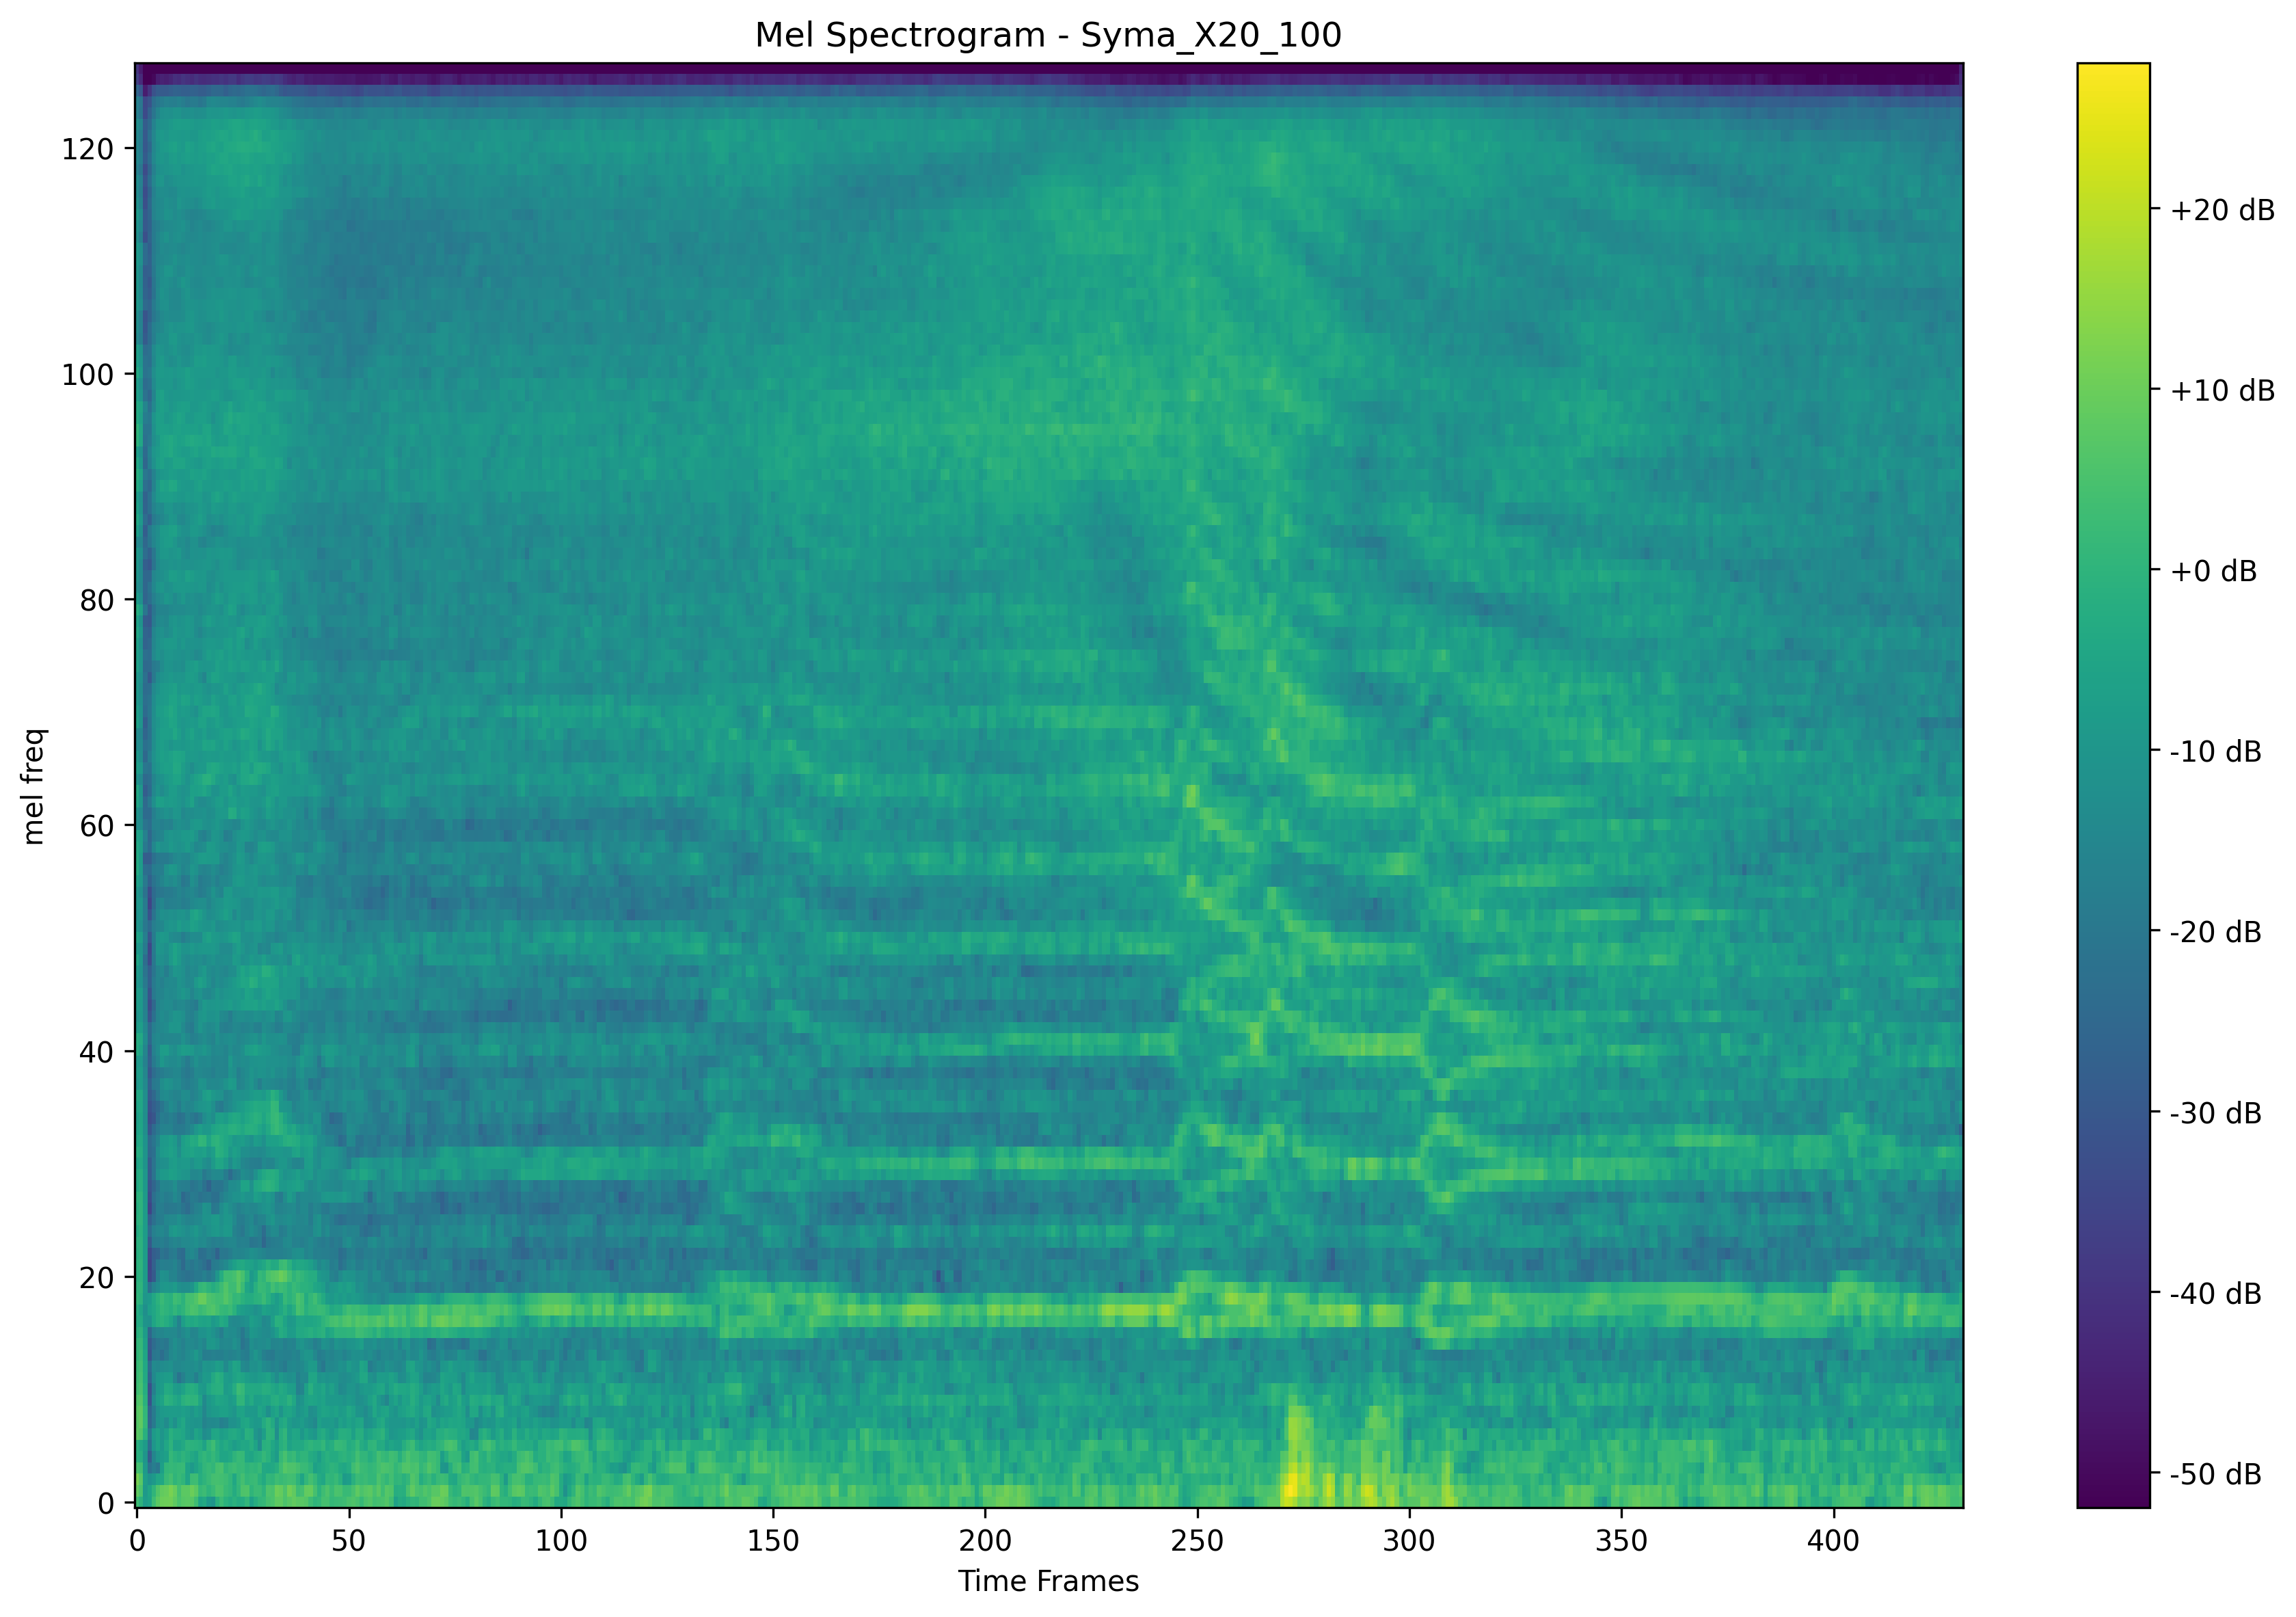 Mel Spectrogram - Syma_X20_100
mel freq
120
100
80
60
40
20
0
0 50 100 150 200 250 300 350 400
Time Frames
+20 dB
+10 dB
+0 dB
-10 dB
-20 dB
-30 dB
-40 dB
-50 dB